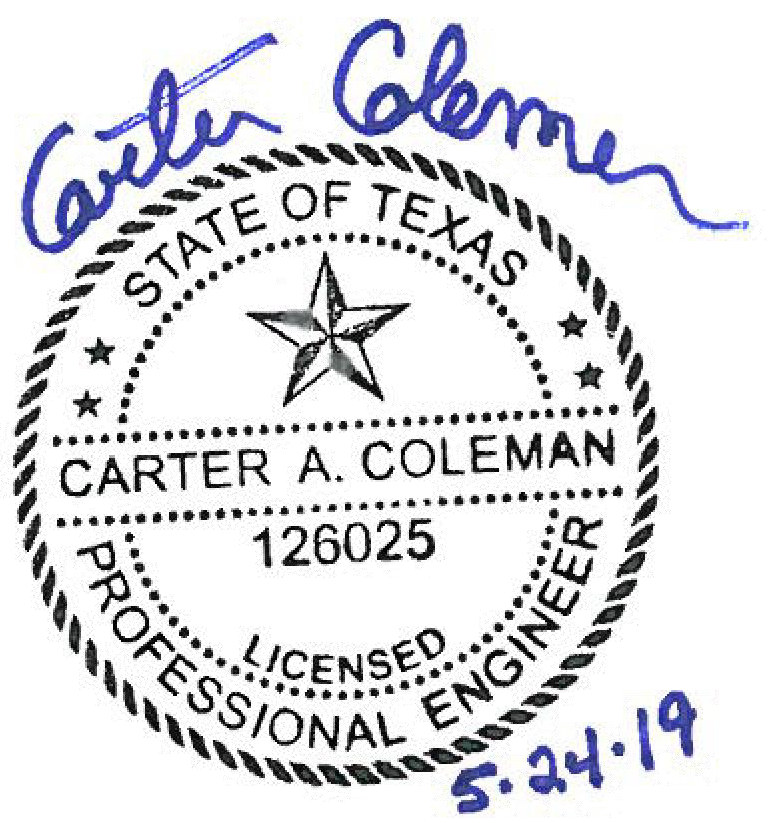 Carter Coleman
STATE OF TEXAS
CARTER A. COLEMAN
126025
LICENSED
PROFESSIONAL ENGINEER
5.24.19